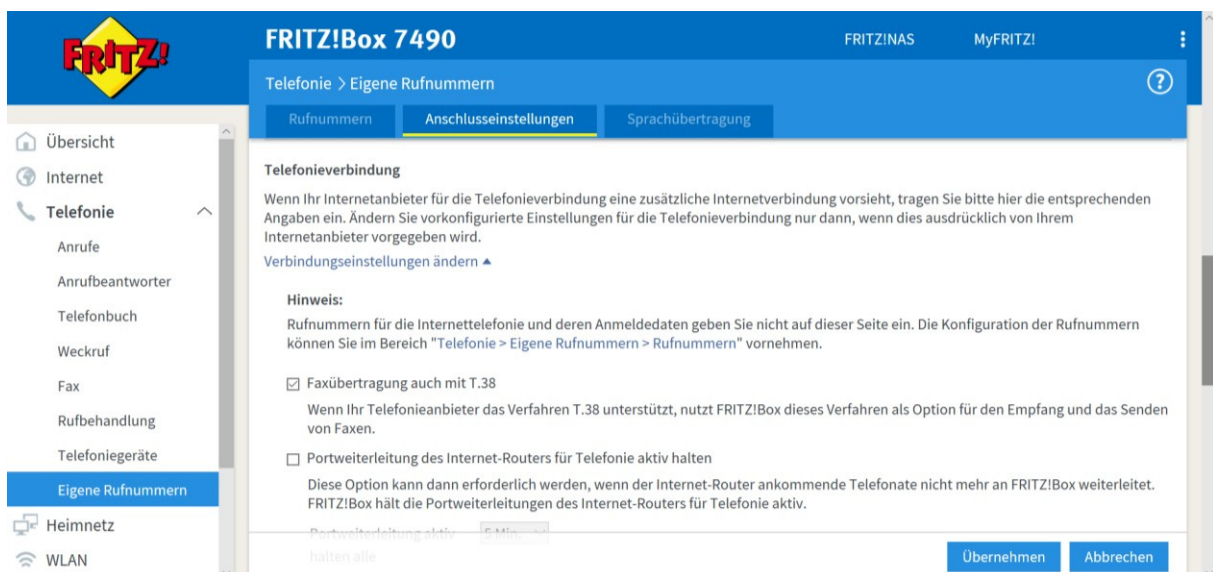 FRITZ!
FRITZ!Box 7490
FRITZ!NAS
MyFRITZ!
Telefonie > Eigene Rufnummern
?
Rufnummern
Anschlusseinstellungen
Sprachübertragung
Übersicht
Internet
Telefonie
Anrufe
Anrufbeantworter
Telefonbuch
Weckruf
Fax
Rufbehandlung
Telefoniegeräte
Eigene Rufnummern
Heimnetz
WLAN
Telefonieverbindung
Wenn Ihr Internetanbieter für die Telefonieverbindung eine zusätzliche Internetverbindung vorsieht, tragen Sie bitte hier die entsprechenden
Angaben ein. Ändern Sie vorkonfigurierte Einstellungen für die Telefonieverbindung nur dann, wenn dies ausdrücklich von Ihrem
Internetanbieter vorgegeben wird.
Verbindungseinstellungen ändern
Hinweis:
Rufnummern für die Internettelefonie und deren Anmeldedaten geben Sie nicht auf dieser Seite ein. Die Konfiguration der Rufnummern
können Sie im Bereich "Telefonie > Eigene Rufnummern > Rufnummern" vornehmen.
Faxübertragung auch mit T.38
Wenn Ihr Telefonieanbieter das Verfahren T.38 unterstützt, nutzt FRITZ!Box dieses Verfahren als Option für den Empfang und das Senden
von Faxen.
Portweiterleitung des Internet-Routers für Telefonie aktiv halten
Diese Option kann dann erforderlich werden, wenn der Internet-Router ankommende Telefonate nicht mehr an FRITZ!Box weiterleitet.
FRITZ!Box hält die Portweiterleitungen des Internet-Routers für Telefonie aktiv.
Portweiterleitung aktiv 5 Min.
halten alle
Übernehmen
Abbrechen